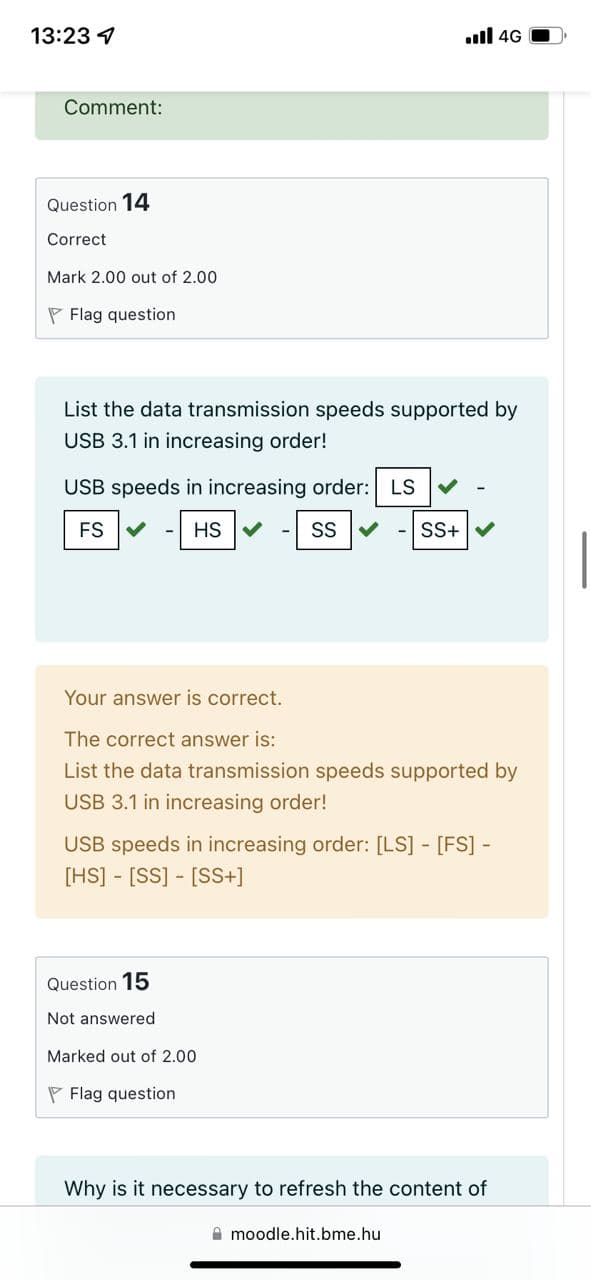 13:23 4G
Comment:
Question 14
Correct
Mark 2.00 out of 2.00
Flag question
List the data transmission speeds supported by
USB 3.1 in increasing order!
USB speeds in increasing order: LS -
FS - HS - SS - SS+
Your answer is correct.
The correct answer is:
List the data transmission speeds supported by
USB 3.1 in increasing order!
USB speeds in increasing order: [LS] - [FS] -
[HS] - [SS] - [SS+]
Question 15
Not answered
Marked out of 2.00
Flag question
Why is it necessary to refresh the content of
moodle.hit.bme.hu